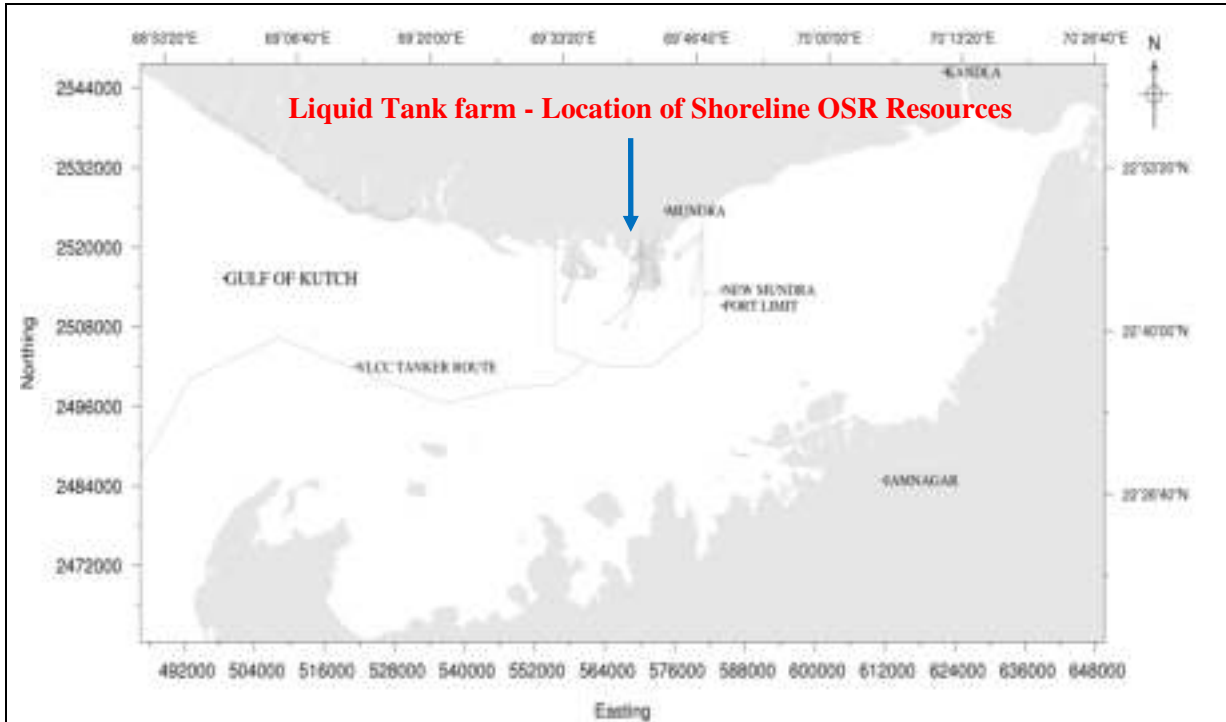 68°53'20"E 69°06'40"E 69°20'00"E 69°33'20"E 69°46'40"E 70°00'00"E 70°13'20"E 70°26'40"E
N
KANDLA
2544000
Liquid Tank farm - Location of Shoreline OSR Resources
2532000
22°53'20"N
MUNDRA
2520000
GULF OF KUTCH
NEW MUNDRA
PORT LIMIT
2508000
22°40'00"N
VLCC TANKER ROUTE
Northing
2496000
2484000
JAMNAGAR
22°26'40"N
2472000
492000 504000 516000 528000 540000 552000 564000 576000 588000 600000 612000 624000 636000 648000
Easting